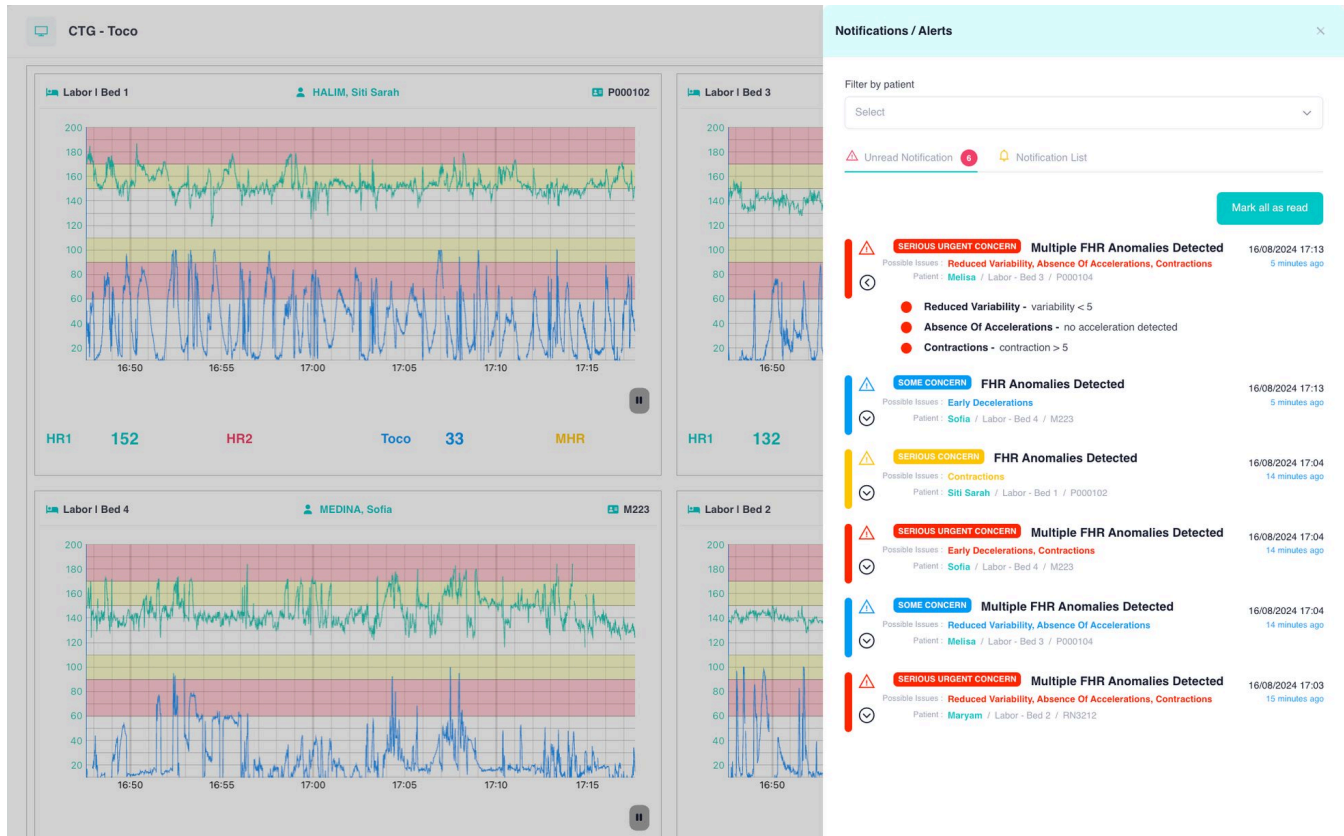 CTG - Toco
Labor | Bed 1
HALIM, Siti Sarah
P000102
200
180
160
140
120
100
80
60
40
20
16:50
16:55
17:00
17:05
17:10
17:15
HR1
152
HR2
Toco
33
MHR
Labor | Bed 3
200
180
160
140
120
100
80
60
40
20
16:50
HR1
132
Labor | Bed 4
MEDINA, Sofia
M223
200
180
160
140
120
100
80
60
40
20
16:50
16:55
17:00
17:05
17:10
17:15
Labor | Bed 2
200
180
160
140
120
100
80
60
40
20
16:50
Notifications / Alerts
Filter by patient
Select
Unread Notification 6
Notification List
Mark all as read
SERIOUS URGENT CONCERN Multiple FHR Anomalies Detected 16/08/2024 17:13
Possible Issues : Reduced Variability, Absence Of Accelerations, Contractions 5 minutes ago
Patient : Melisa / Labor - Bed 3 / P000104
Reduced Variability - variability < 5
Absence Of Accelerations - no acceleration detected
Contractions - contraction > 5
SOME CONCERN FHR Anomalies Detected 16/08/2024 17:13
Possible Issues : Early Decelerations 5 minutes ago
Patient : Sofia / Labor - Bed 4 / M223
SERIOUS CONCERN FHR Anomalies Detected 16/08/2024 17:04
Possible Issues : Contractions 14 minutes ago
Patient : Siti Sarah / Labor - Bed 1 / P000102
SERIOUS URGENT CONCERN Multiple FHR Anomalies Detected 16/08/2024 17:04
Possible Issues : Early Decelerations, Contractions 14 minutes ago
Patient : Sofia / Labor - Bed 4 / M223
SOME CONCERN Multiple FHR Anomalies Detected 16/08/2024 17:04
Possible Issues : Reduced Variability, Absence Of Accelerations 14 minutes ago
Patient : Melisa / Labor - Bed 3 / P000104
SERIOUS URGENT CONCERN Multiple FHR Anomalies Detected 16/08/2024 17:03
Possible Issues : Reduced Variability, Absence Of Accelerations, Contractions 15 minutes ago
Patient : Maryam / Labor - Bed 2 / RN3212